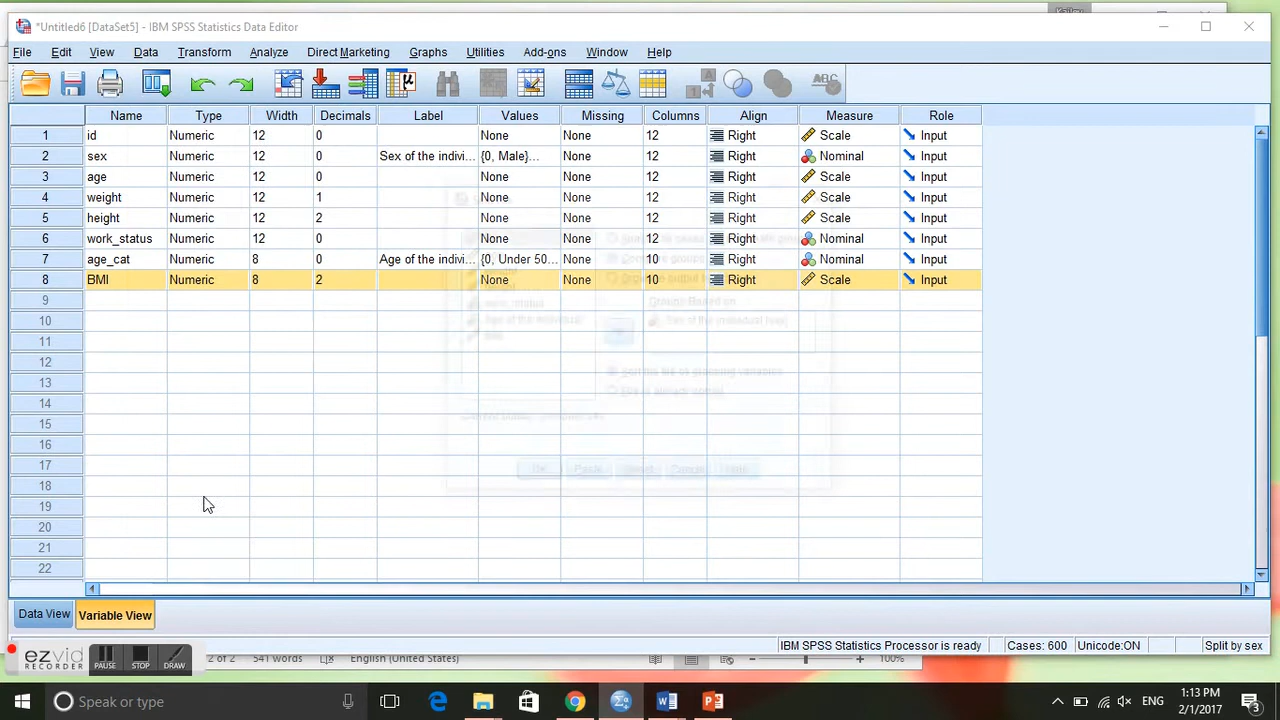 *Untitled6 [DataSet5] - IBM SPSS Statistics Data Editor
File Edit View Data Transform Analyze Direct Marketing Graphs Utilities Add-ons Window Help
Name Type Width Decimals Label Values Missing Columns Align Measure Role
1 id Numeric 12 0 None None 12 Right Scale Input
2 sex Numeric 12 0 Sex of the indivi... {0, Male}... None 12 Right Nominal Input
3 age Numeric 12 0 None None 12 Right Scale Input
4 weight Numeric 12 1 None None 12 Right Scale Input
5 height Numeric 12 2 None None 12 Right Scale Input
6 work_status Numeric 12 0 None None 12 Right Nominal Input
7 age_cat Numeric 8 0 Age of the indivi... {0, Under 50... None 10 Right Nominal Input
8 BMI Numeric 8 2 None None 10 Right Scale Input
9
10
11
12
13
14
15
16
17
18
19
20
21
22
Data View Variable View
IBM SPSS Statistics Processor is ready Cases: 600 Unicode:ON Split by sex
ezvid RECORDER PAUSE STOP DRAW
2 of 2 541 words English (United States) 100%
Speak or type
ENG 1:13 PM
2/1/2017
3